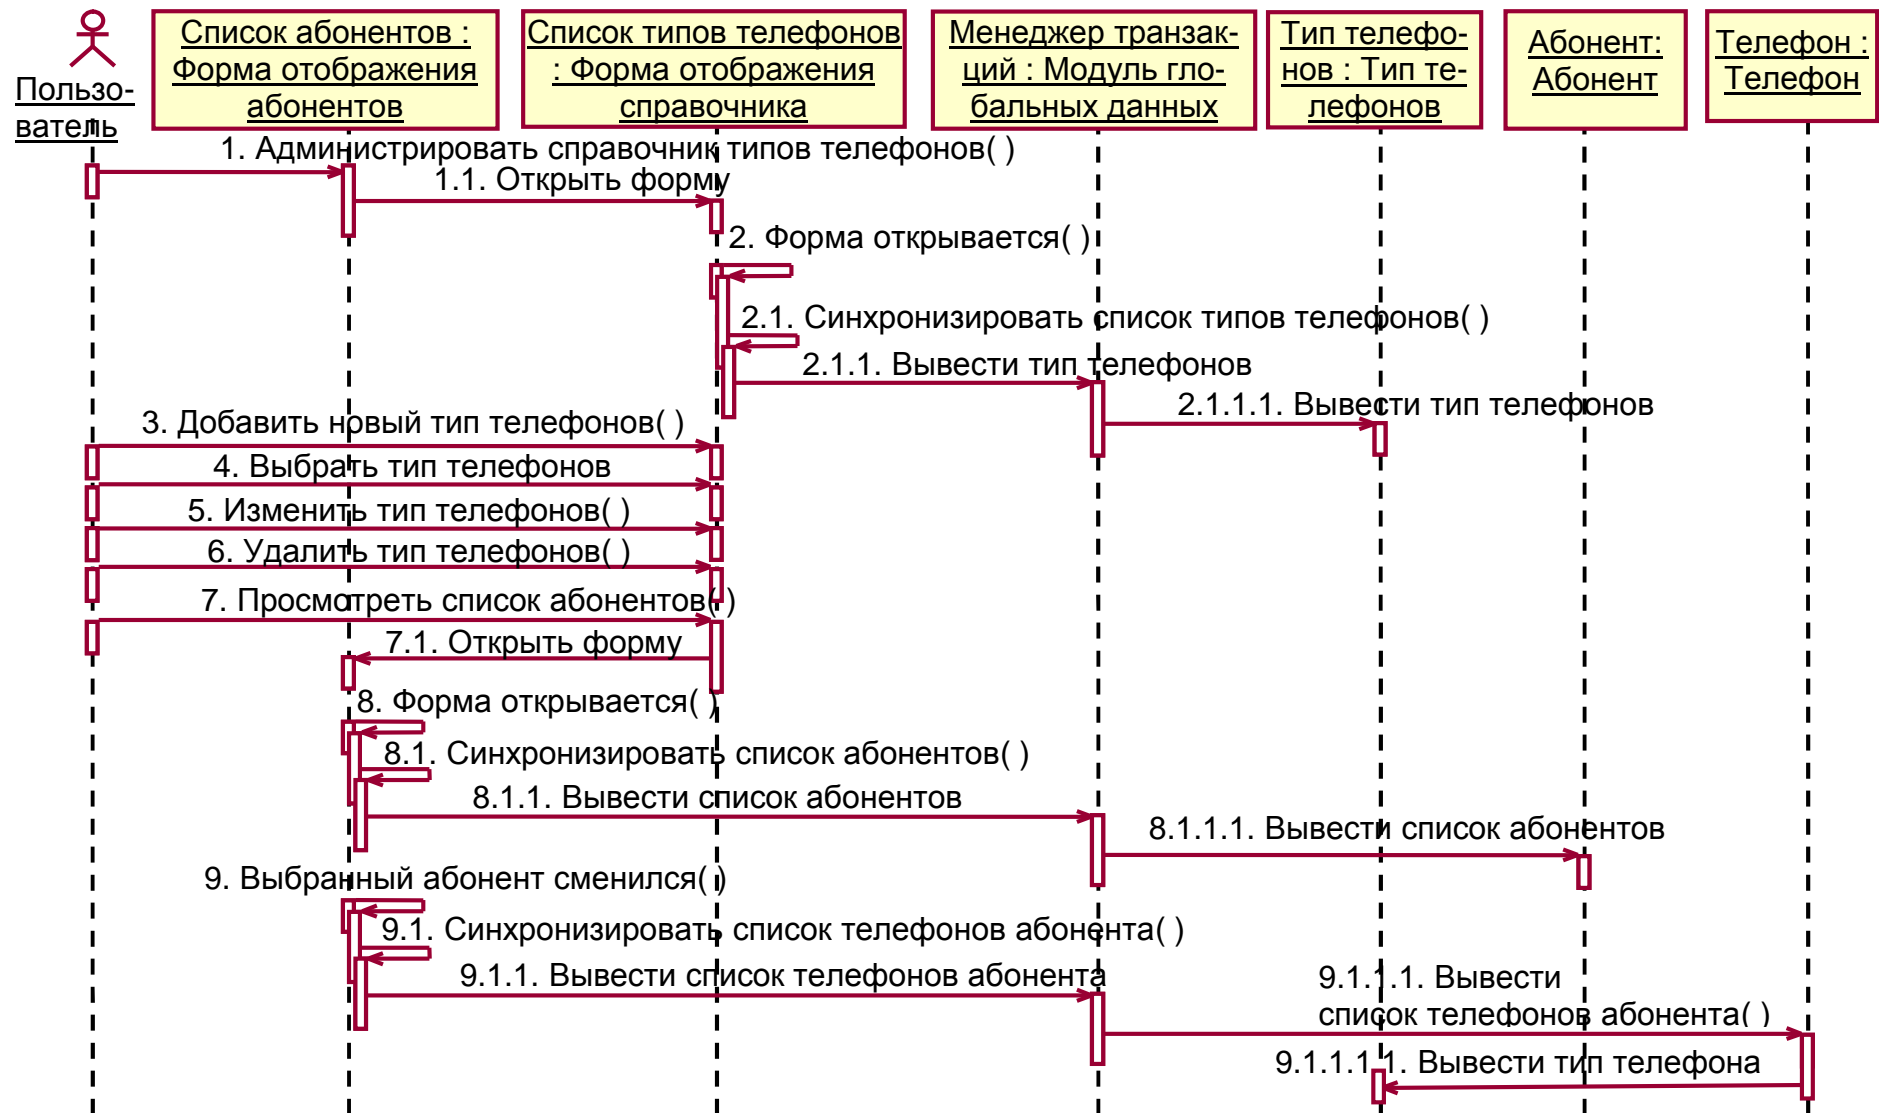 Пользо-
ватель
Список абонентов :
Форма отображения
абонентов
Список типов телефонов
: Форма отображения
справочника
Менеджер транзак-
ций : Модуль гло-
бальных данных
Тип телефо-
нов : Тип те-
лефонов
Абонент:
Абонент
Телефон :
Телефон
1. Администрировать справочник типов телефонов( )
1.1. Открыть форму
2. Форма открывается( )
2.1. Синхронизировать список типов телефонов( )
2.1.1. Вывести тип телефонов
2.1.1.1. Вывести тип телефонов
3. Добавить новый тип телефонов( )
4. Выбрать тип телефонов
5. Изменить тип телефонов( )
6. Удалить тип телефонов( )
7. Просмотреть список абонентов( )
7.1. Открыть форму
8. Форма открывается( )
8.1. Синхронизировать список абонентов( )
8.1.1. Вывести список абонентов
8.1.1.1. Вывести список абонентов
9. Выбранный абонент сменился( )
9.1. Синхронизировать список телефонов абонента( )
9.1.1. Вывести список телефонов абонента
9.1.1.1. Вывести
список телефонов абонента( )
9.1.1.1.1. Вывести тип телефона